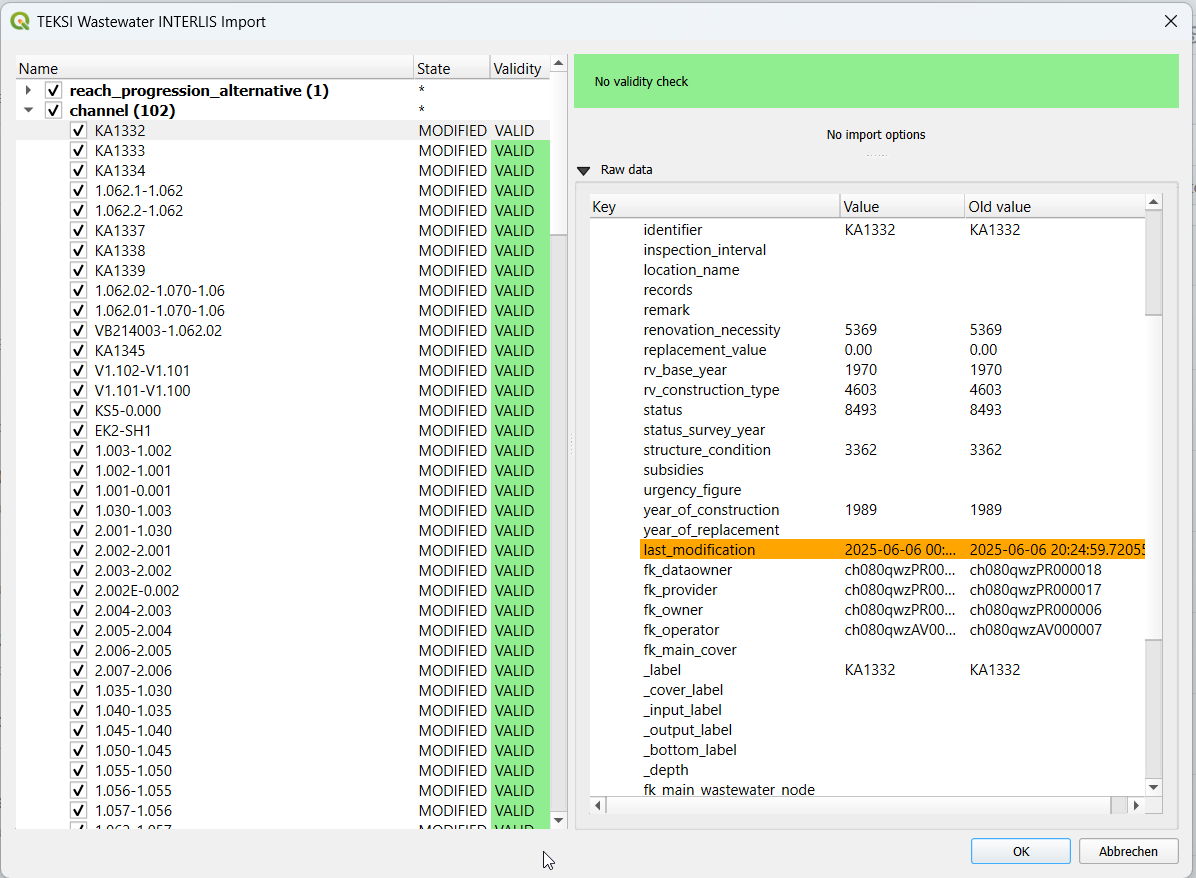 TEKSI Wastewater INTERLIS Import
Name State Validity
reach_progression_alternative (1) *
channel (102) *
KA1332 MODIFIED VALID
KA1333 MODIFIED VALID
KA1334 MODIFIED VALID
1.062.1-1.062 MODIFIED VALID
1.062.2-1.062 MODIFIED VALID
KA1337 MODIFIED VALID
KA1338 MODIFIED VALID
KA1339 MODIFIED VALID
1.062.02-1.070-1.06 MODIFIED VALID
1.062.01-1.070-1.06 MODIFIED VALID
VB214003-1.062.02 MODIFIED VALID
KA1345 MODIFIED VALID
V1.102-V1.101 MODIFIED VALID
V1.101-V1.100 MODIFIED VALID
KS5-0.000 MODIFIED VALID
EK2-SH1 MODIFIED VALID
1.003-1.002 MODIFIED VALID
1.002-1.001 MODIFIED VALID
1.001-0.001 MODIFIED VALID
1.030-1.003 MODIFIED VALID
2.001-1.030 MODIFIED VALID
2.002-2.001 MODIFIED VALID
2.003-2.002 MODIFIED VALID
2.002E-0.002 MODIFIED VALID
2.004-2.003 MODIFIED VALID
2.005-2.004 MODIFIED VALID
2.006-2.005 MODIFIED VALID
2.007-2.006 MODIFIED VALID
1.035-1.030 MODIFIED VALID
1.040-1.035 MODIFIED VALID
1.045-1.040 MODIFIED VALID
1.050-1.045 MODIFIED VALID
1.055-1.050 MODIFIED VALID
1.056-1.055 MODIFIED VALID
1.057-1.056 MODIFIED VALID
No validity check
No import options
Raw data
Key Value Old value
identifier KA1332 KA1332
inspection_interval
location_name
records
remark
renovation_necessity 5369 5369
replacement_value 0.00 0.00
rv_base_year 1970 1970
rv_construction_type 4603 4603
status 8493 8493
status_survey_year
structure_condition 3362 3362
subsidies
urgency_figure
year_of_construction 1989 1989
year_of_replacement
last_modification 2025-06-06 00:... 2025-06-06 20:24:59.72055
fk_dataowner ch080qwzPR00... ch080qwzPR000018
fk_provider ch080qwzPR00... ch080qwzPR000017
fk_owner ch080qwzPR00... ch080qwzPR000006
fk_operator ch080qwzAV00... ch080qwzAV000007
fk_main_cover
_label KA1332 KA1332
_cover_label
_input_label
_output_label
_bottom_label
_depth
fk_main_wastewater_node
OK Abbrechen